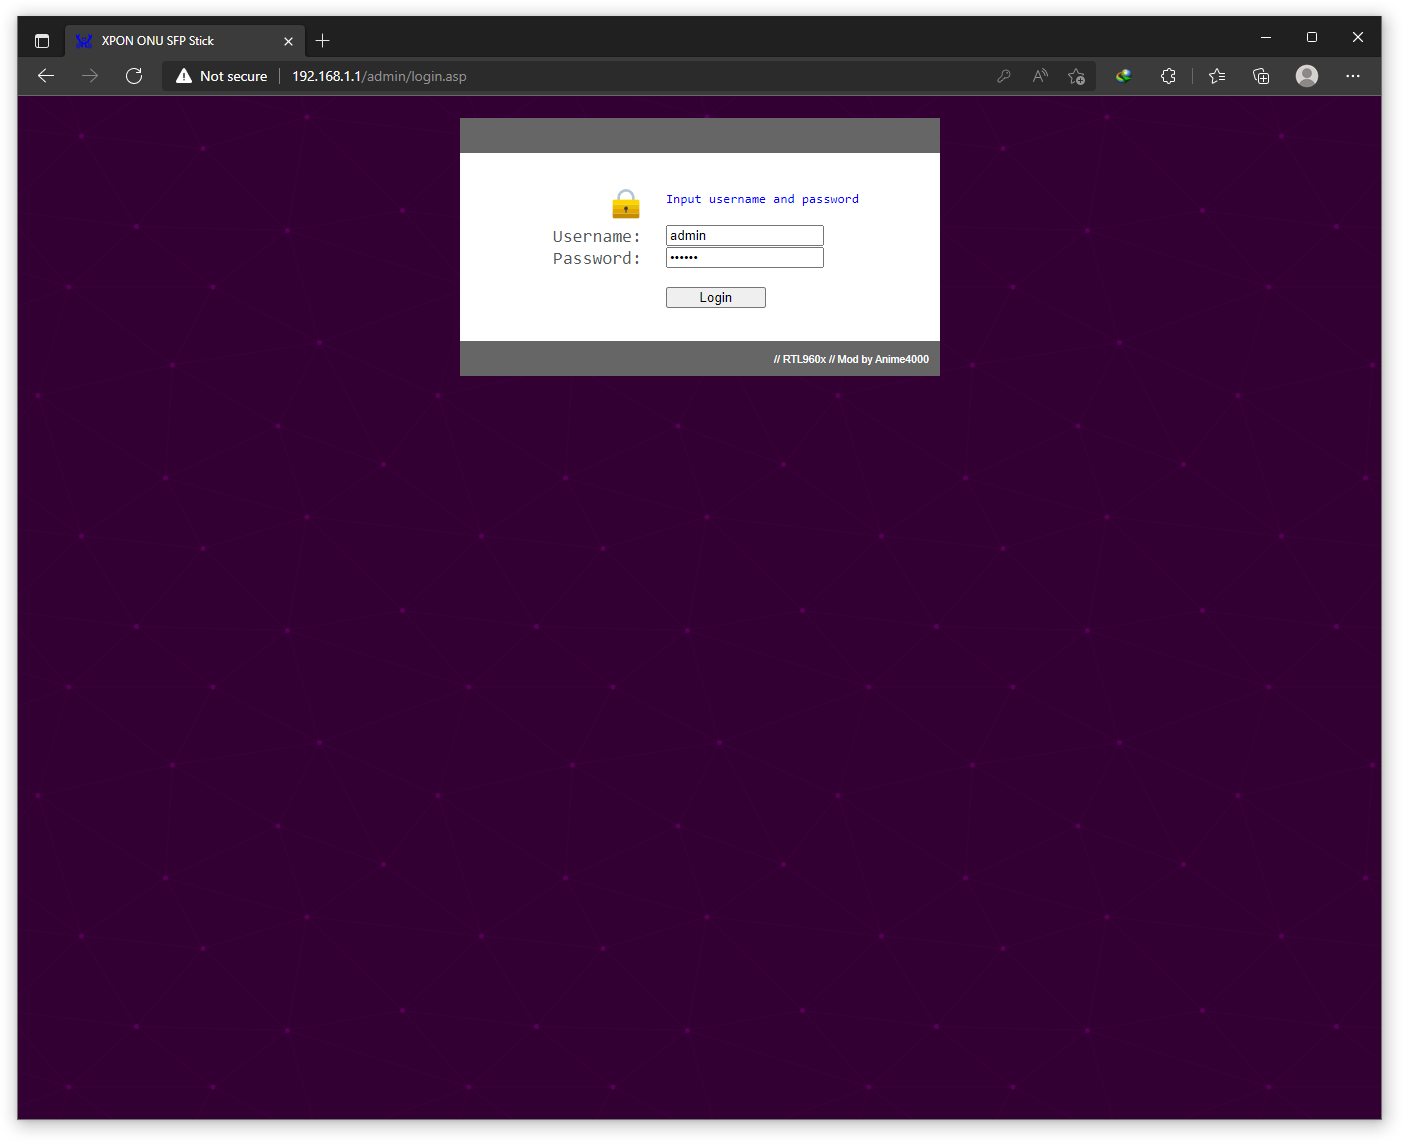 XPON ONU SFP Stick
Not secure
192.168.1.1/admin/login.asp
Input username and password
Username: admin
Password: ••••••
Login
// RTL960x // Mod by Anime4000